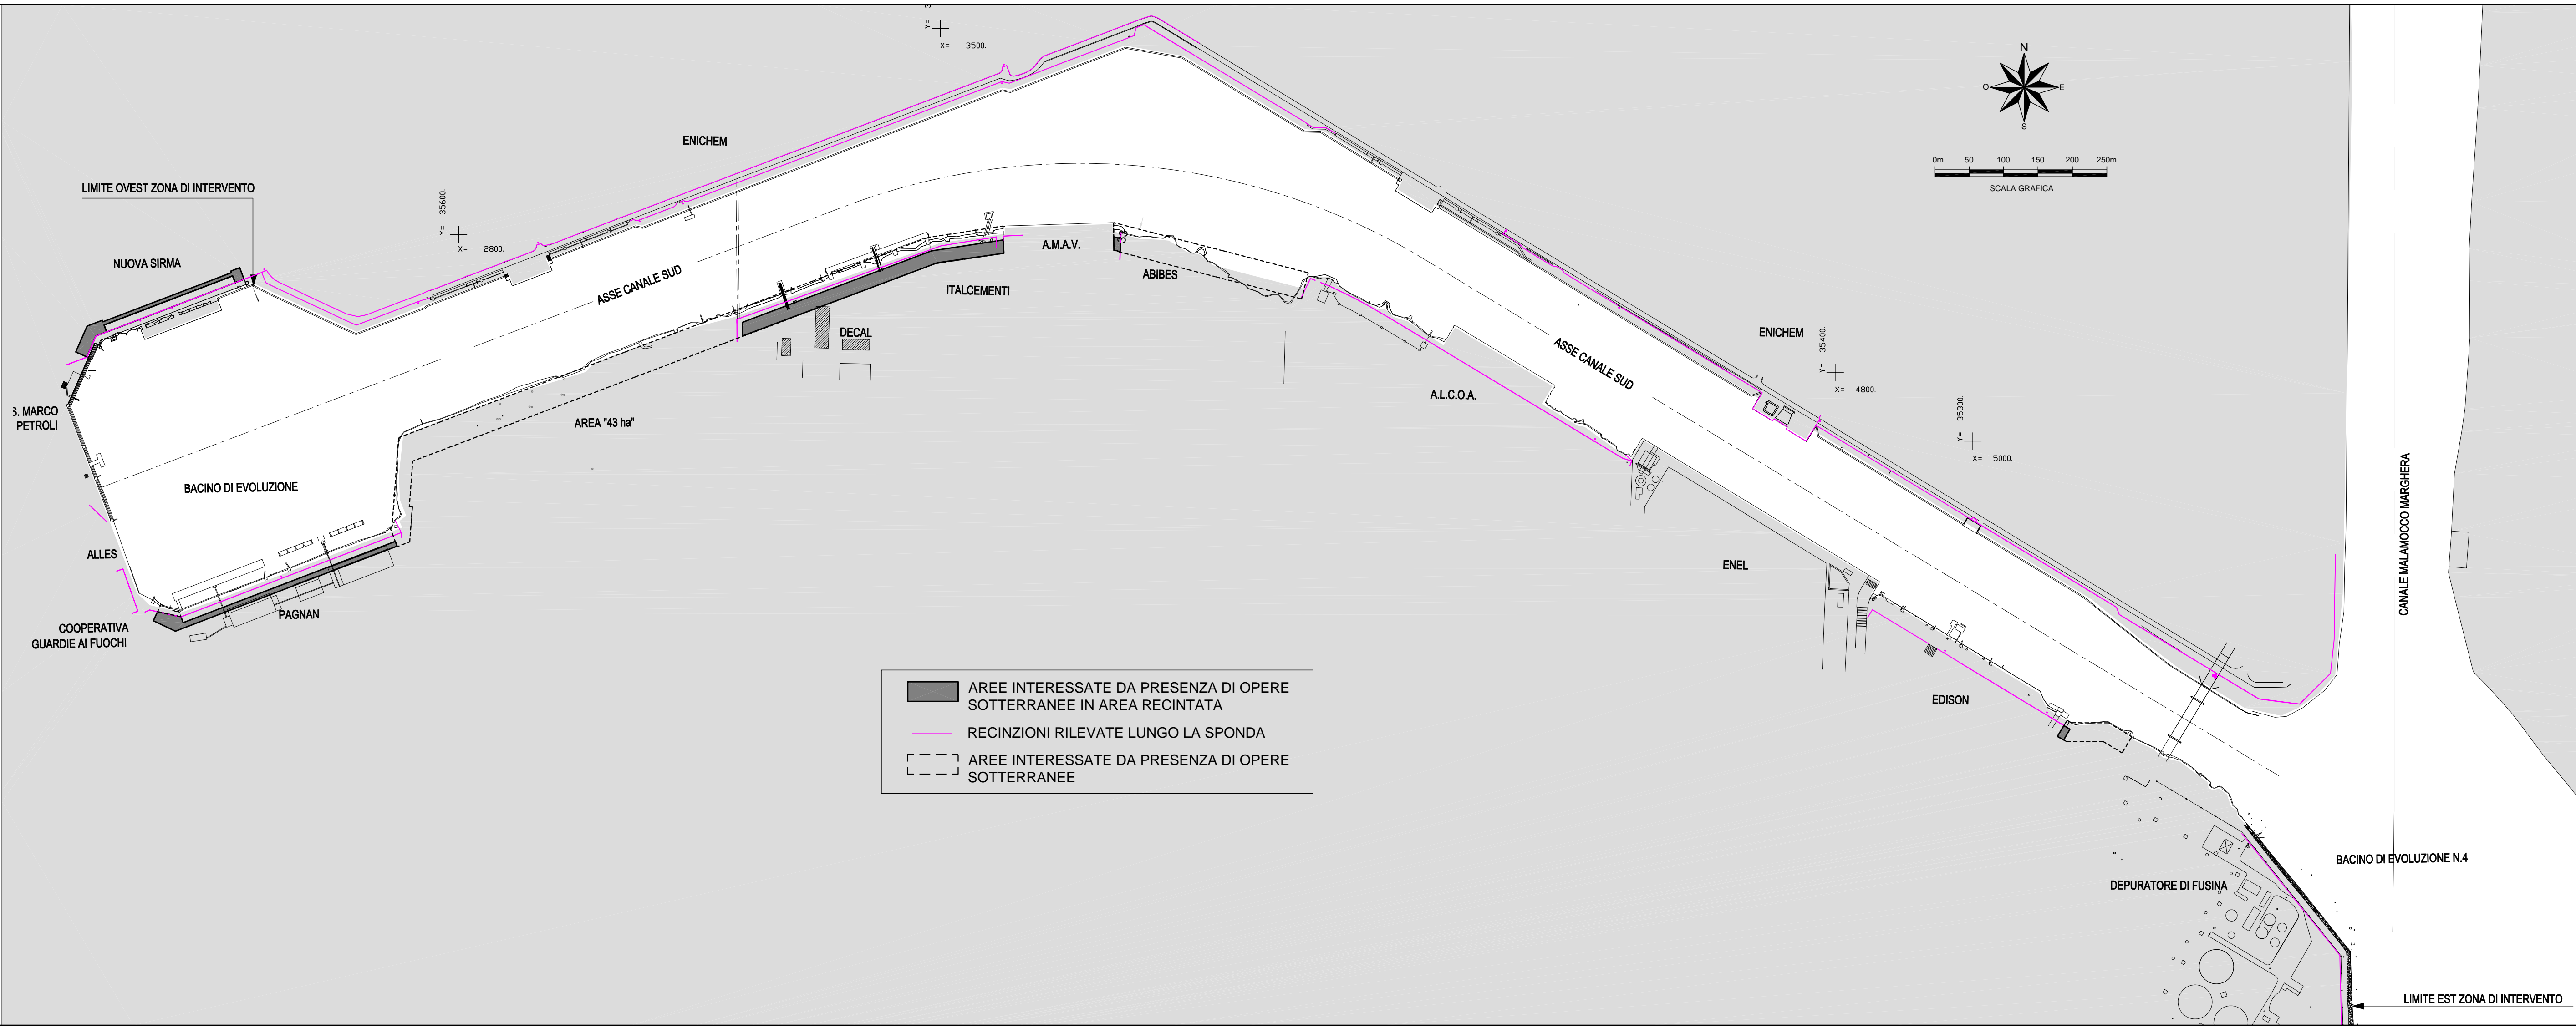 Y=
X= 3500.
N
O
E
S
0m 50 100 150 200 250m
SCALA GRAFICA
ENICHEM
LIMITE OVEST ZONA DI INTERVENTO
Y= 35600.
X= 2800.
NUOVA SIRMA
ASSE CANALE SUD
A.M.A.V.
ABIBES
ITALCEMENTI
DECAL
ENICHEM
Y= 35400.
X= 4800.
ASSE CANALE SUD
A.L.C.O.A.
S. MARCO
PETROLI
AREA "43 ha"
Y= 35300.
X= 5000.
BACINO DI EVOLUZIONE
CANALE MALAMOCCO MARGHERA
ALLES
ENEL
PAGNAN
COOPERATIVA
GUARDIE AI FUOCHI
AREE INTERESSATE DA PRESENZA DI OPERE
SOTTERRANEE IN AREA RECINTATA
RECINZIONI RILEVATE LUNGO LA SPONDA
AREE INTERESSATE DA PRESENZA DI OPERE
SOTTERRANEE
EDISON
BACINO DI EVOLUZIONE N.4
DEPURATORE DI FUSINA
LIMITE EST ZONA DI INTERVENTO